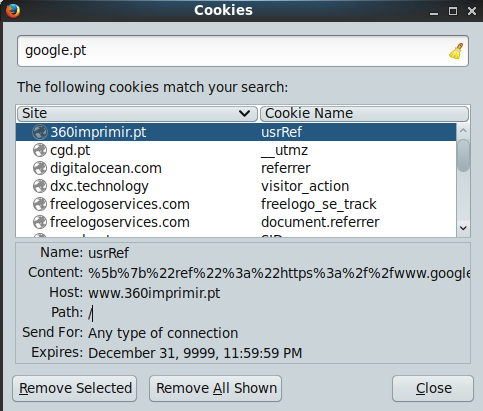 Cookies
google.pt
The following cookies match your search:
Site Cookie Name
360imprimir.pt usrRef
cgd.pt __utmz
digitalocean.com referrer
dxc.technology visitor_action
freelogoservices.com freelogo_se_track
freelogoservices.com document.referrer
Name: usrRef
Content: %5b%7b%22ref%22%3a%22https%3a%2f%2fwww.google
Host: www.360imprimir.pt
Path: /
Send For: Any type of connection
Expires: December 31, 9999, 11:59:59 PM
Remove Selected Remove All Shown Close